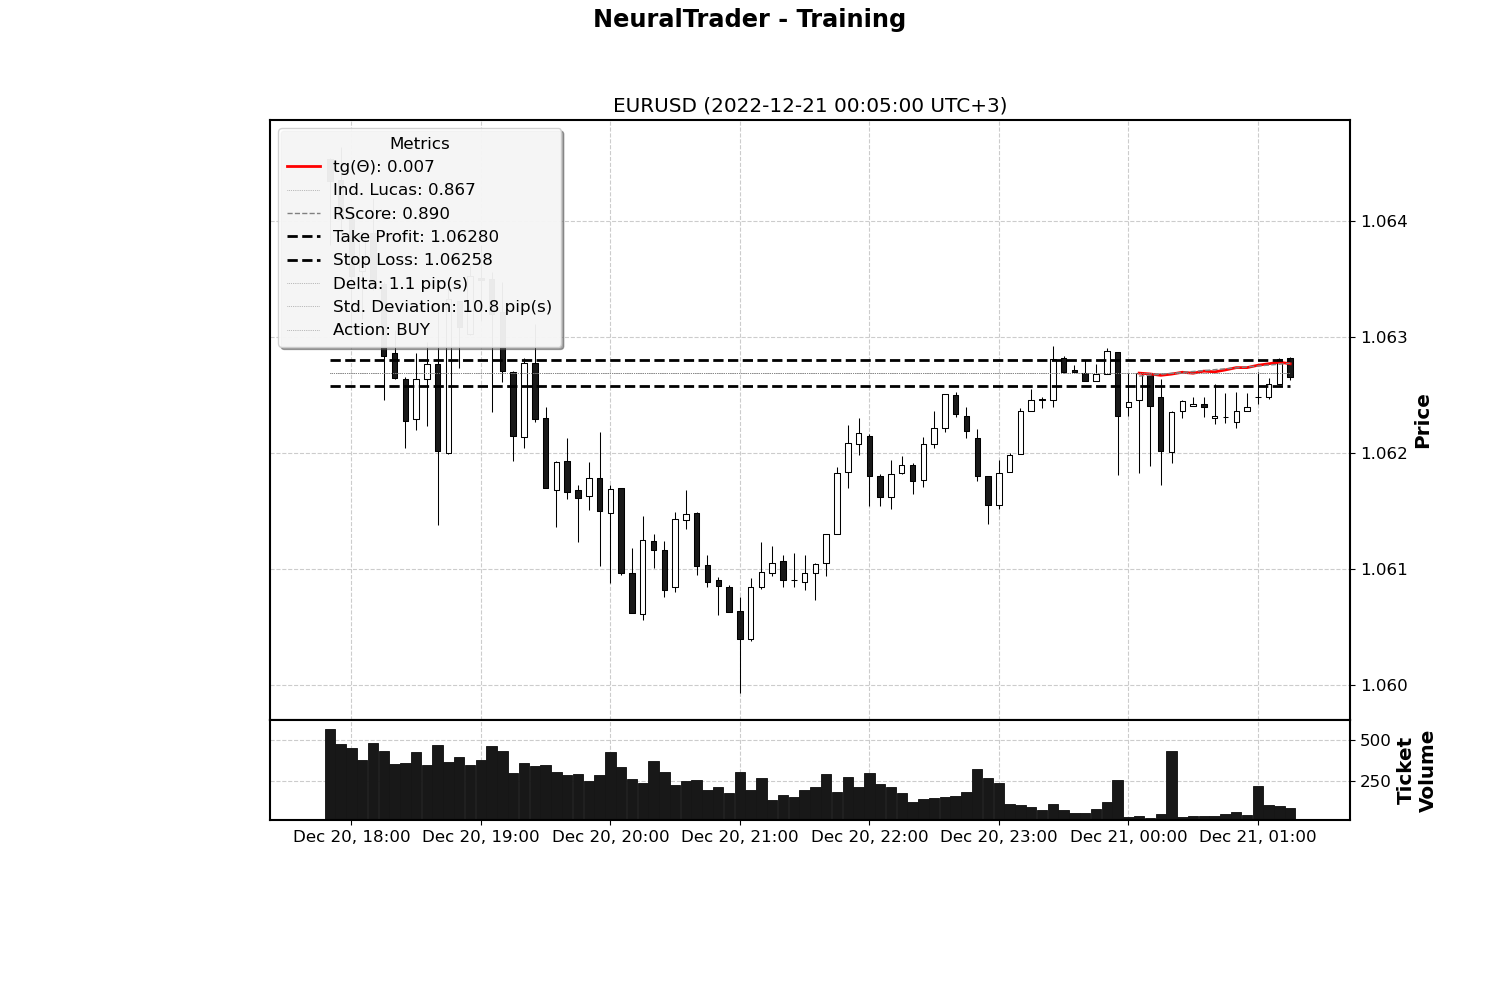 NeuralTrader - Training
EURUSD (2022-12-21 00:05:00 UTC+3)
Metrics
tg(Θ): 0.007
Ind. Lucas: 0.867
RScore: 0.890
Take Profit: 1.06280
Stop Loss: 1.06258
Delta: 1.1 pip(s)
Std. Deviation: 10.8 pip(s)
Action: BUY
1.064
1.063
1.062
1.061
1.060
Price
500
250
Ticket
Volume
Dec 20, 18:00 Dec 20, 19:00 Dec 20, 20:00 Dec 20, 21:00 Dec 20, 22:00 Dec 20, 23:00 Dec 21, 00:00 Dec 21, 01:00